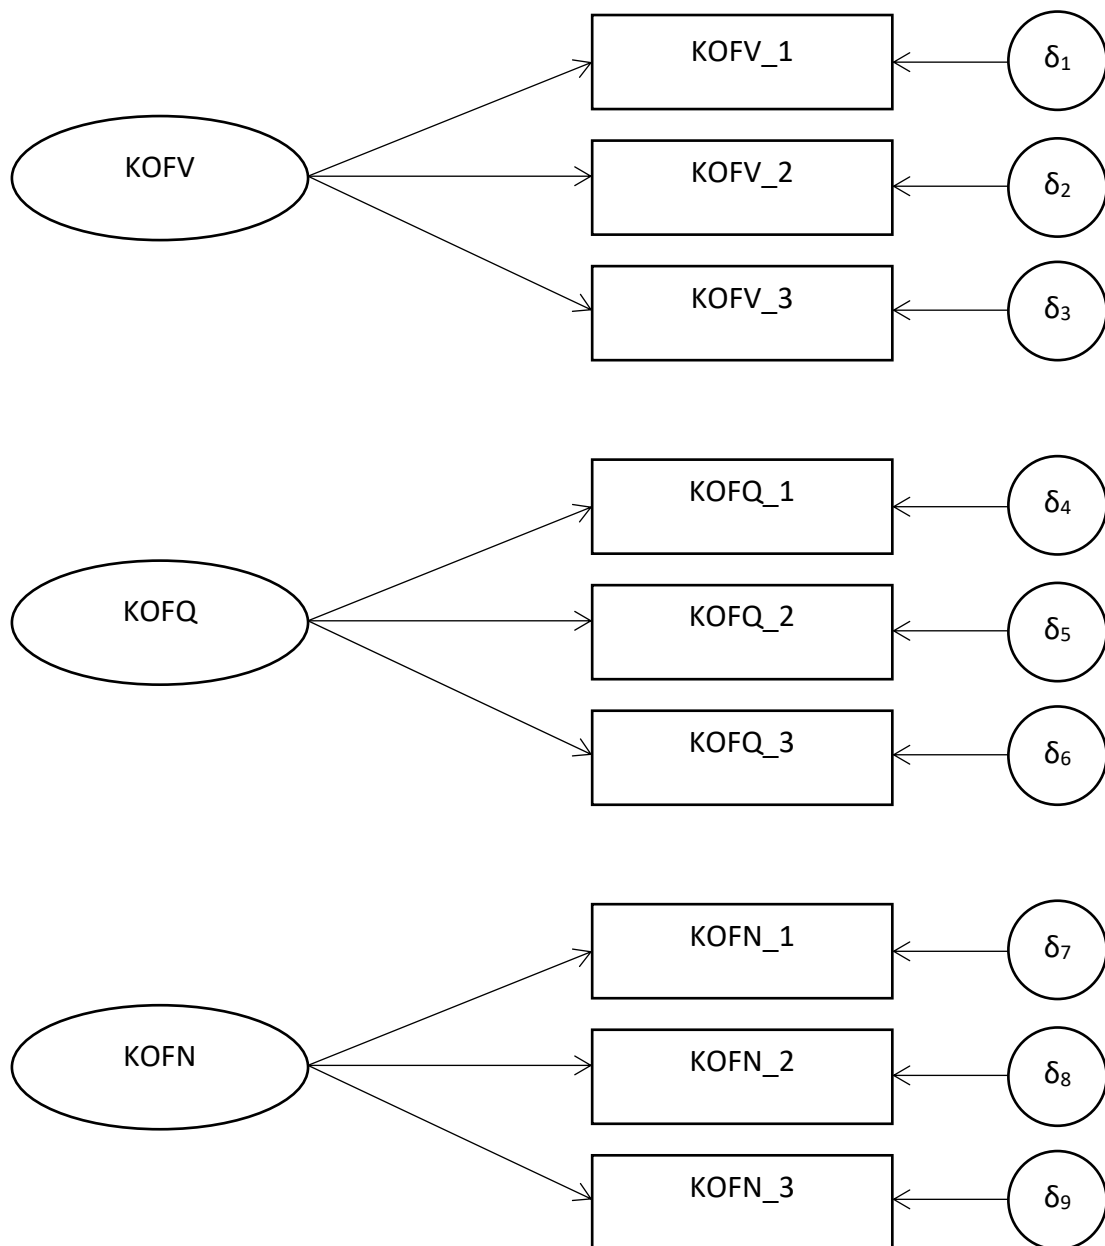 KOFV_1
δ1
KOFV
KOFV_2
δ2
KOFV_3
δ3
KOFQ_1
δ4
KOFQ
KOFQ_2
δ5
KOFQ_3
δ6
KOFN_1
δ7
KOFN
KOFN_2
δ8
KOFN_3
δ9